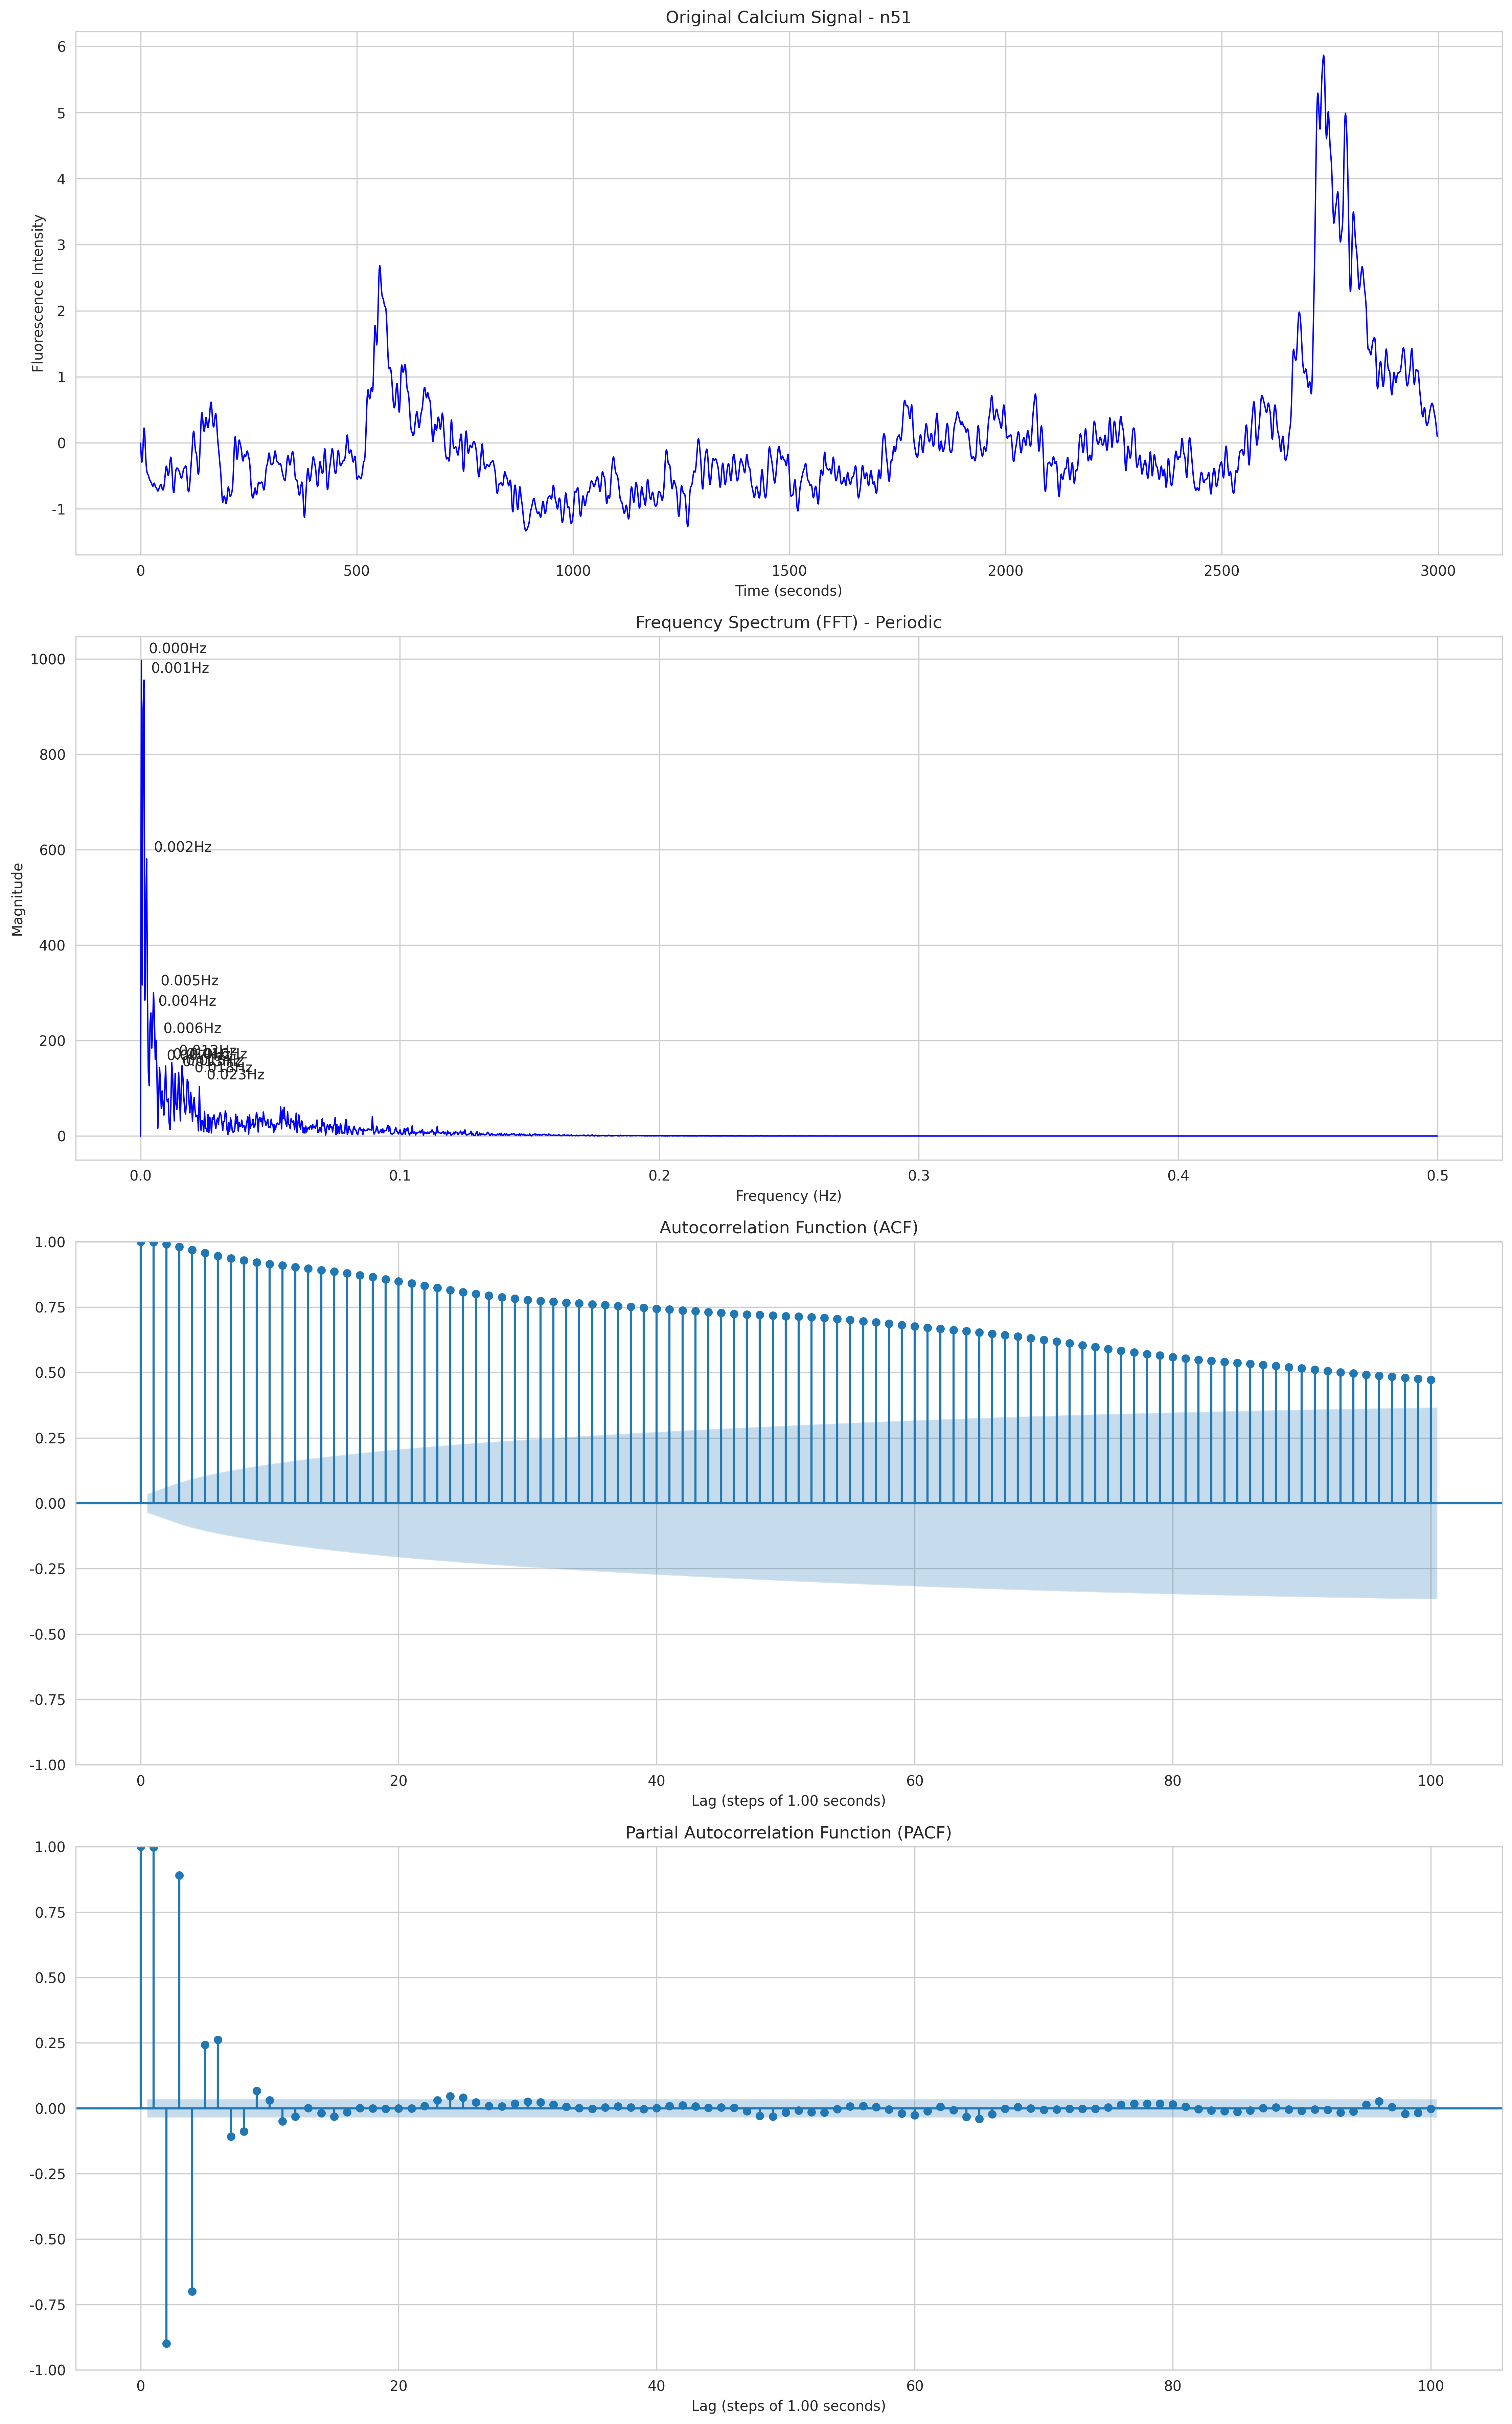 Original Calcium Signal - n51
Fluorescence Intensity
6
5
4
3
2
1
0
-1
0 500 1000 1500 2000 2500 3000
Time (seconds)
Frequency Spectrum (FFT) - Periodic
Magnitude
1000
800
600
400
200
0
0.000Hz
0.001Hz
0.002Hz
0.005Hz
0.004Hz
0.006Hz
0.023Hz
0.0 0.1 0.2 0.3 0.4 0.5
Frequency (Hz)
Autocorrelation Function (ACF)
1.00
0.75
0.50
0.25
0.00
-0.25
-0.50
-0.75
-1.00
0 20 40 60 80 100
Lag (steps of 1.00 seconds)
Partial Autocorrelation Function (PACF)
1.00
0.75
0.50
0.25
0.00
-0.25
-0.50
-0.75
-1.00
0 20 40 60 80 100
Lag (steps of 1.00 seconds)